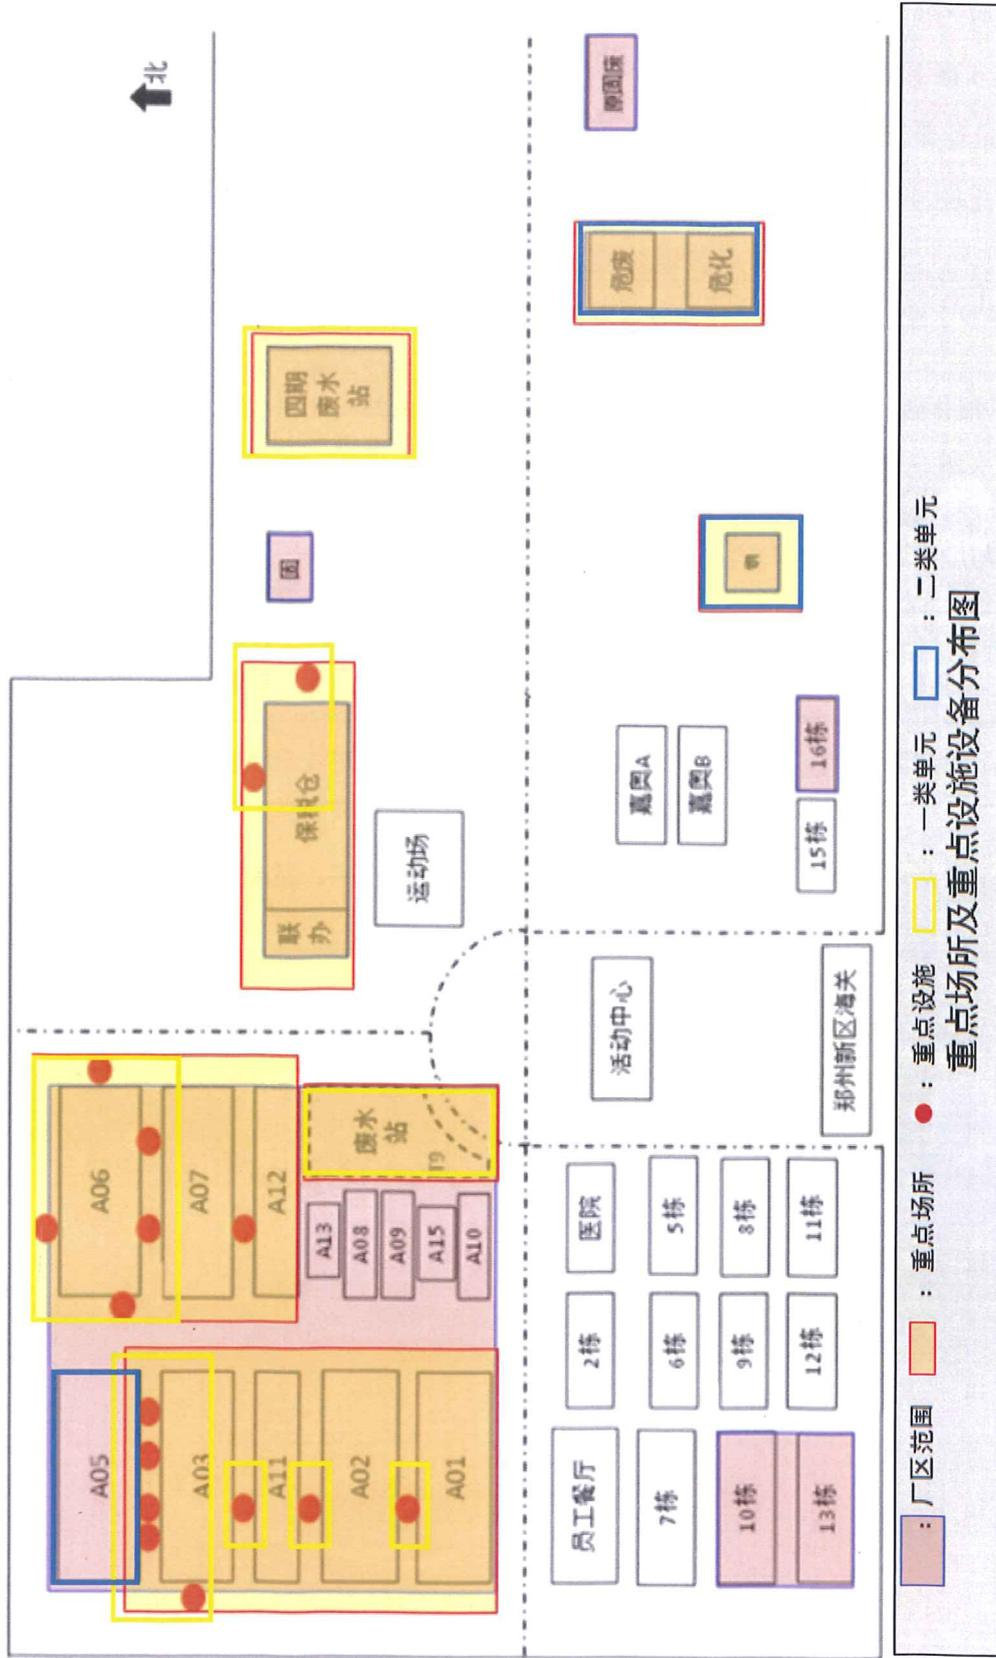 北
A05
A06
A03
A07
A11
A12
A02
A01
A13
A08
A09
A15
A10
废水
站
T9
联
办
保税仓
运动场
固
四期
废水
站
员工餐厅
2栋
医院
活动中心
嘉奥A
嘉奥B
危废
危化
原固废
7栋
6栋
5栋
10栋
9栋
8栋
13栋
12栋
11栋
郑州新区海关
15栋
16栋
：厂区范围
：重点场所
：重点设施
：一类单元
：二类单元
重点场所及重点设施设备分布图